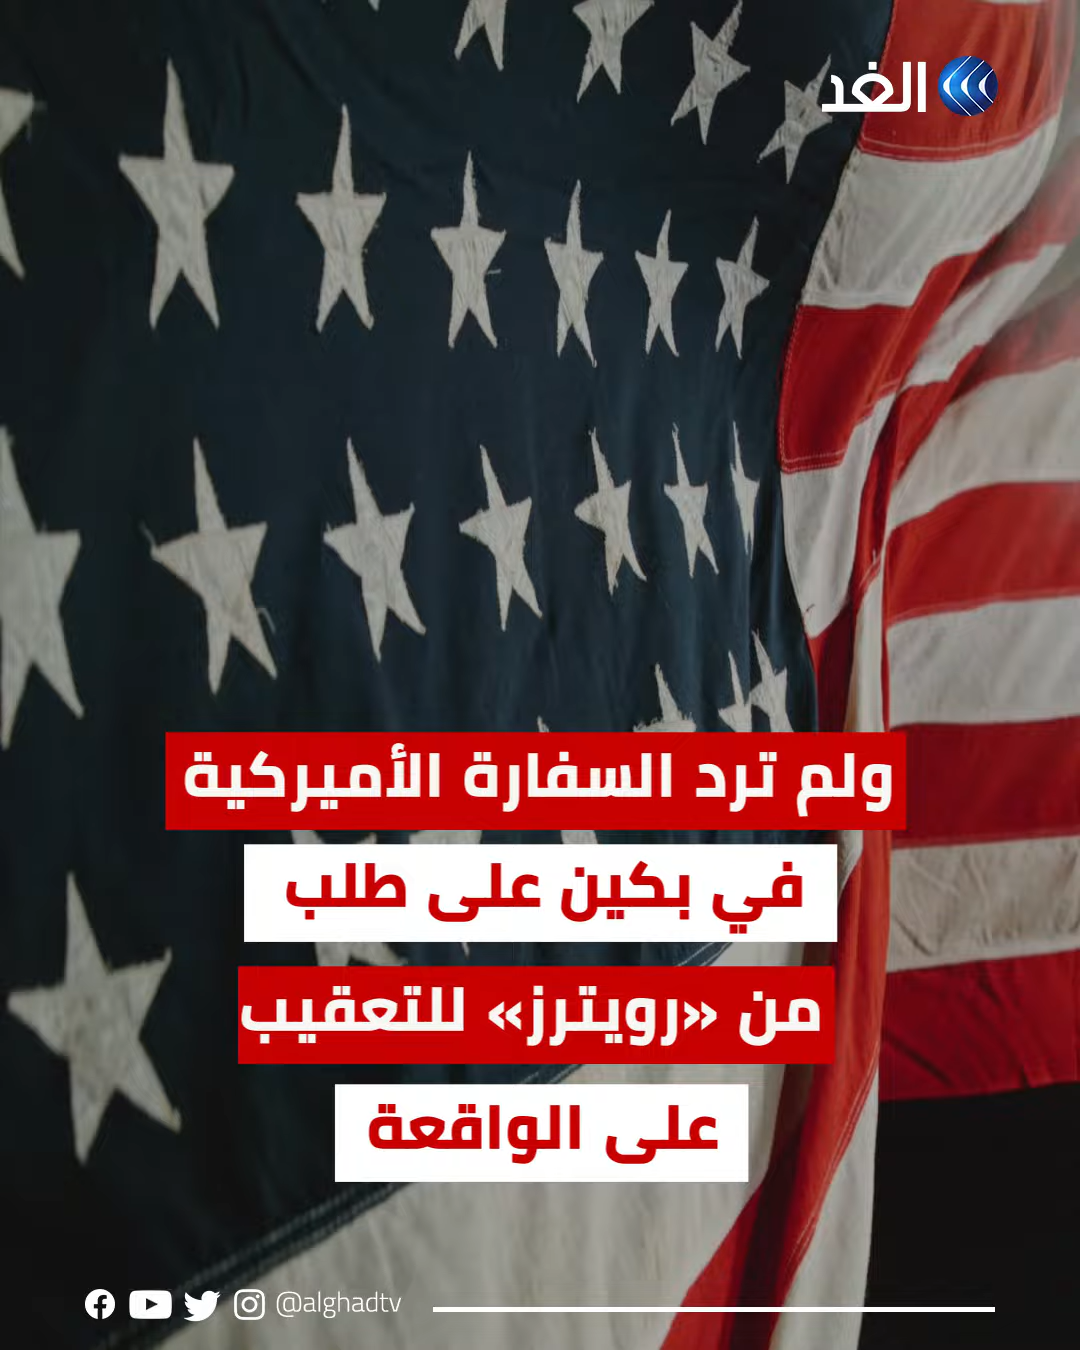 الغد
ولم ترد السفارة الأميركية
في بكين على طلب
من «رويترز» للتعقيب
على الواقعة
@alghadtv